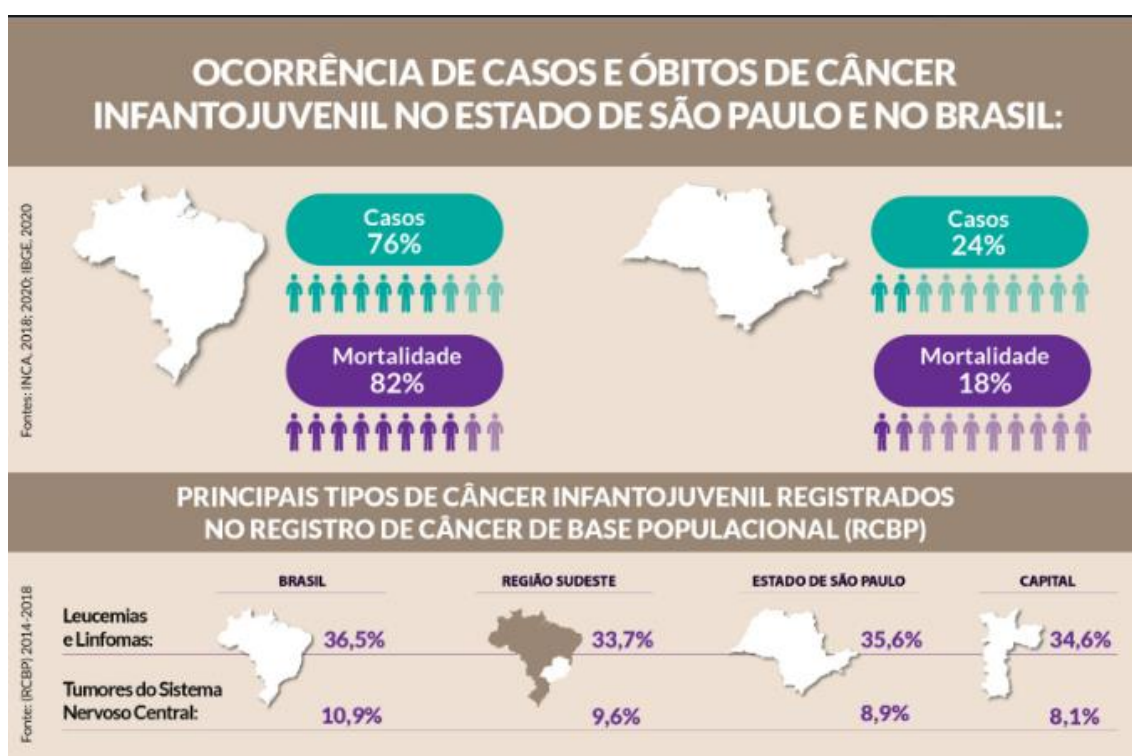 OCORRÊNCIA DE CASOS E ÓBITOS DE CÂNCER
INFANTOJUVENIL NO ESTADO DE SÃO PAULO E NO BRASIL:
Fontes: INCA, 2018; 2020; IBGE, 2020
Casos
76%
Mortalidade
82%
Casos
24%
Mortalidade
18%
PRINCIPAIS TIPOS DE CÂNCER INFANTOJUVENIL REGISTRADOS
NO REGISTRO DE CÂNCER DE BASE POPULACIONAL (RCBP)
Fonte: (RCBP) 2014-2018
BRASIL REGIÃO SUDESTE ESTADO DE SÃO PAULO CAPITAL
Leucemias
e Linfomas: 36,5% 33,7% 35,6% 34,6%
Tumores do Sistema
Nervoso Central: 10,9% 9,6% 8,9% 8,1%